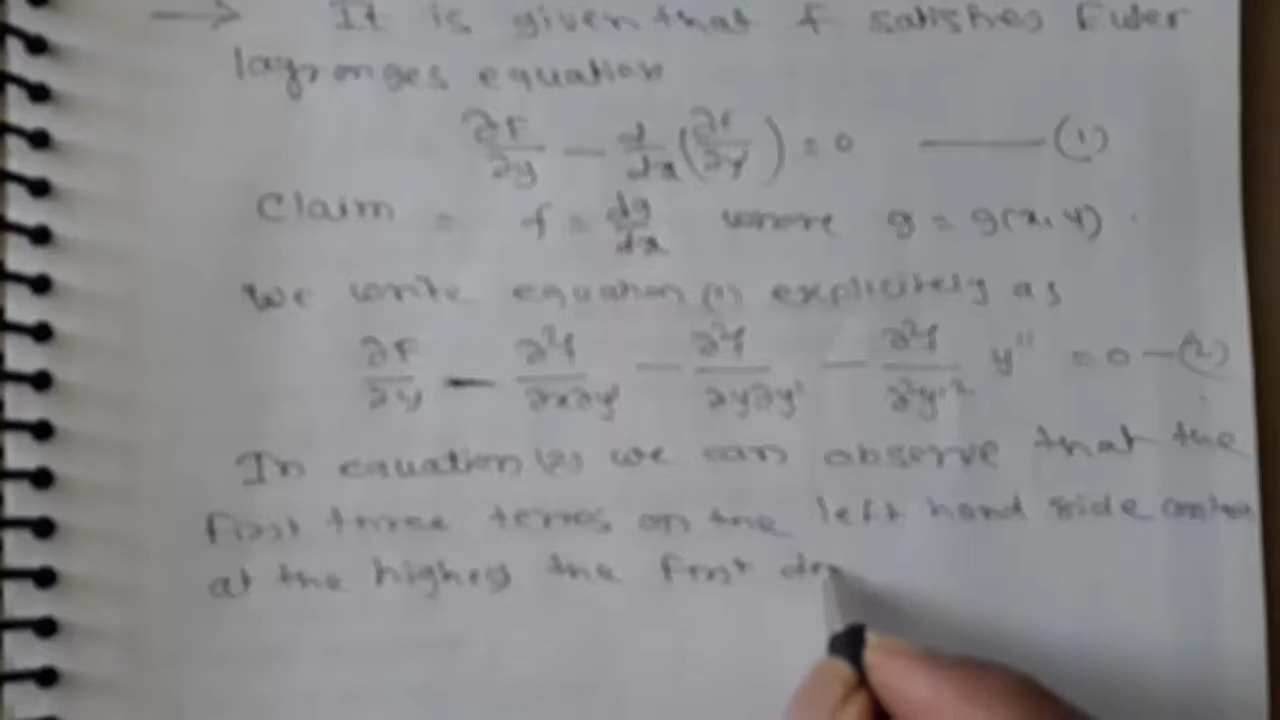 → It is given that f satisfies Euler
lagranges equation
∂F/∂y − d/dx(∂f/∂y') = 0 ——— (1)
Claim = f = dg/dx where g = g(x, y).
We write equation (1) explicitely as
∂F/∂y − ∂²f/∂x∂y' − ∂²f/∂y∂y' − ∂²f/∂²y'² y'' = 0 —(2)
In equation (2) we can observe that the
first three terms on the left hand side
at the highes the first